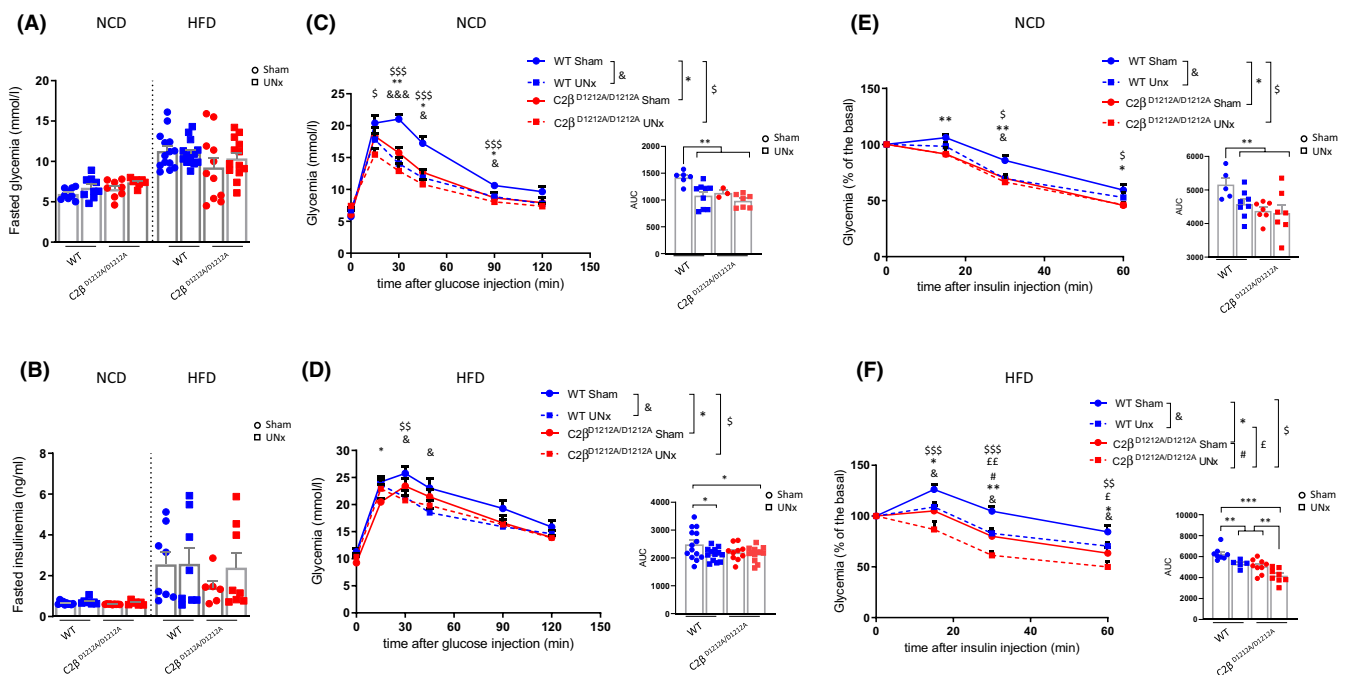 (A)
NCD HFD
Sham
UNx
Fasted glycemia (mmol/l)
20
15
10
5
0
WT
C2β D1212A/D1212A
WT
C2β D1212A/D1212A
(B)
NCD HFD
Sham
UNx
Fasted insulinemia (ng/ml)
8
6
4
2
0
WT
C2β D1212A/D1212A
WT
C2β D1212A/D1212A
(C)
NCD
WT Sham
WT UNx
C2β D1212A/D1212A Sham
C2β D1212A/D1212A UNx
&
*
$
$
$$$
**
&&&
$$$
*
&
$$$
*
&
Glycemia (mmol/l)
25
20
15
10
5
0
0 30 60 90 120 150
time after glucose injection (min)
Sham
UNx
**
AUC
2000
1500
1000
500
0
WT
C2β D1212A/D1212A
(D)
HFD
WT Sham
WT UNx
C2β D1212A/D1212A Sham
C2β D1212A/D1212A UNx
&
*
$
*
$$
&
&
Glycemia (mmol/l)
30
25
20
15
10
5
0
0 30 60 90 120 150
time after glucose injection (min)
Sham
UNx
*
*
AUC
4000
3000
2000
1000
0
WT
C2β D1212A/D1212A
(E)
NCD
WT Sham
WT Unx
C2β D1212A/D1212A Sham
C2β D1212A/D1212A UNx
&
*
$
**
$
**
&
$
*
Glycemia (% of the basal)
150
100
50
0
0 20 40 60
time after insulin injection (min)
Sham
UNx
**
AUC
6000
5000
4000
3000
WT
C2β D1212A/D1212A
(F)
HFD
WT Sham
WT Unx
C2β D1212A/D1212A Sham
C2β D1212A/D1212A UNx
&
*
#
£
$
$$$
*
&
$$$
££
#
**
&
$$
£
*
&
Glycemia (% of the basal)
150
100
50
0
0 20 40 60
time after insulin injection (min)
Sham
UNx
***
** **
AUC
10000
8000
6000
4000
2000
0
WT
C2β D1212A/D1212A